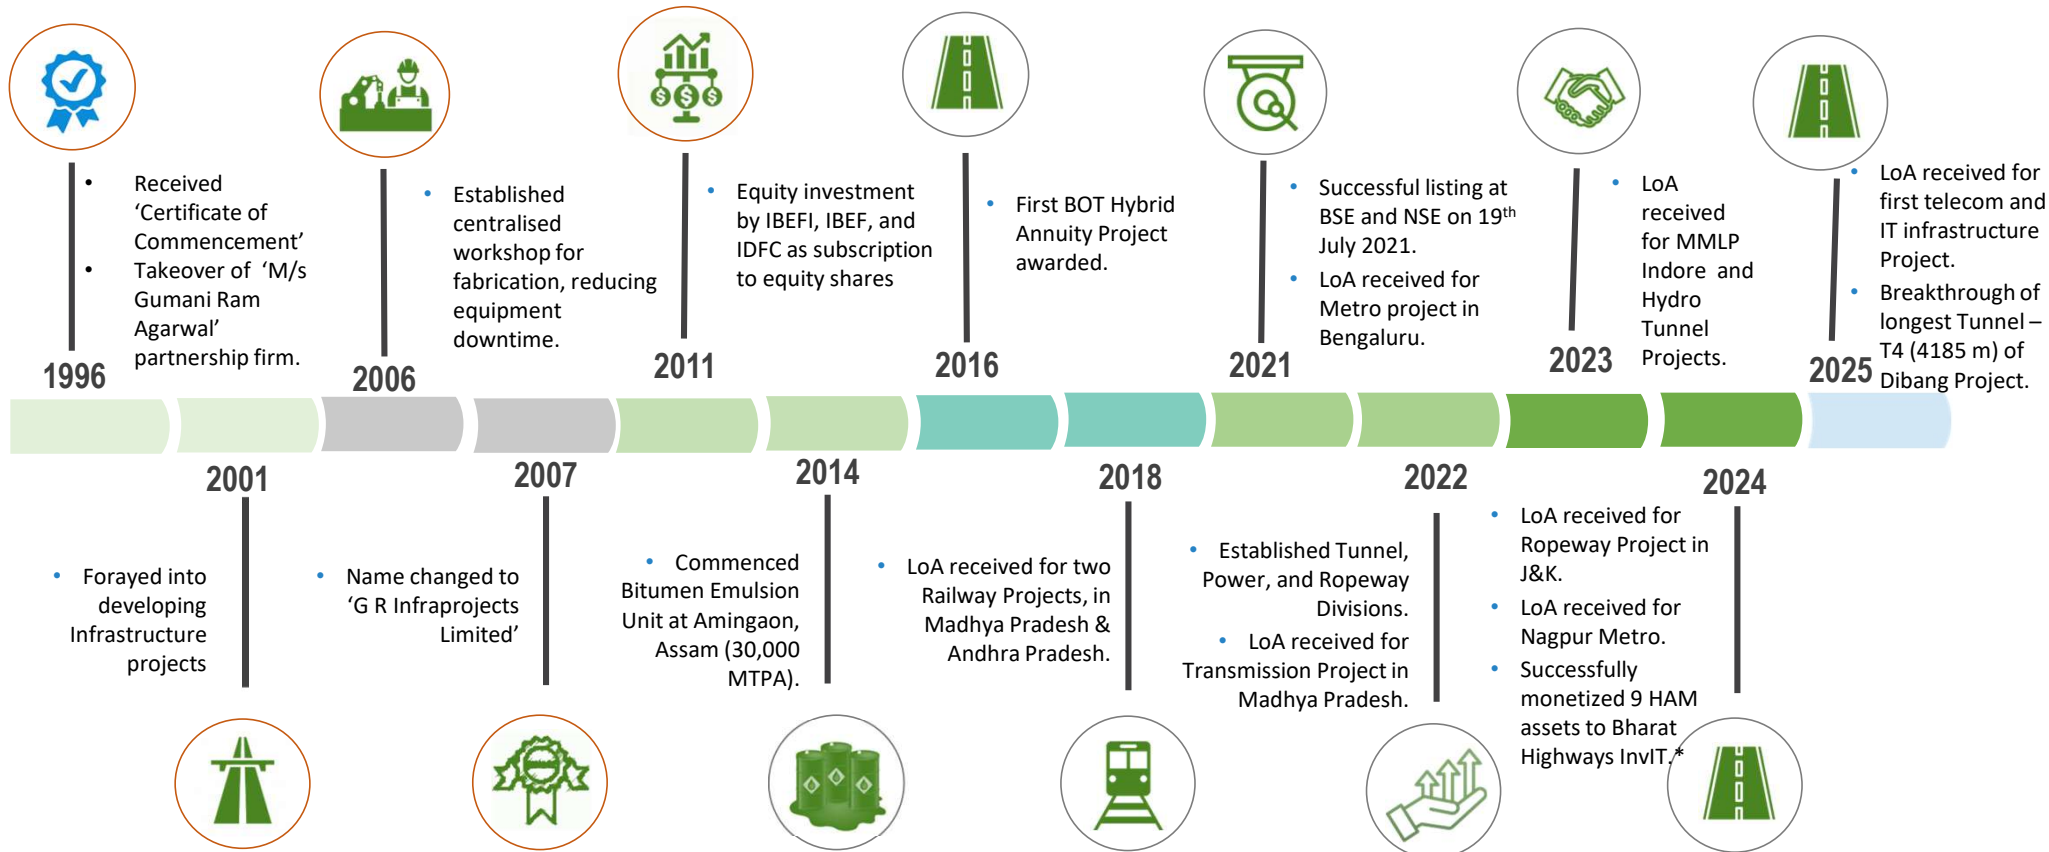 • Received
‘Certificate of
Commencement’
• Takeover of ‘M/s
Gumani Ram
Agarwal’
partnership firm.
1996
• Established
centralised
workshop for
fabrication, reducing
equipment
downtime.
2006
• Equity investment
by IBEFI, IBEF, and
IDFC as subscription
to equity shares
2011
• First BOT Hybrid
Annuity Project
awarded.
2016
• Successful listing at
BSE and NSE on 19th
July 2021.
• LoA received for
Metro project in
Bengaluru.
2021
• LoA
received
for MMLP
Indore and
Hydro
Tunnel
Projects.
2023
• LoA received for
first telecom and
IT infrastructure
Project.
• Breakthrough of
longest Tunnel –
T4 (4185 m) of
Dibang Project.
2025
2001
• Forayed into
developing
Infrastructure
projects
2007
• Name changed to
‘G R Infraprojects
Limited’
2014
• Commenced
Bitumen Emulsion
Unit at Amingaon,
Assam (30,000
MTPA).
2018
• LoA received for two
Railway Projects, in
Madhya Pradesh &
Andhra Pradesh.
2022
• Established Tunnel,
Power, and Ropeway
Divisions.
• LoA received for
Transmission Project in
Madhya Pradesh.
2024
• LoA received for
Ropeway Project in
J&K.
• LoA received for
Nagpur Metro.
• Successfully
monetized 9 HAM
assets to Bharat
Highways InvIT.*